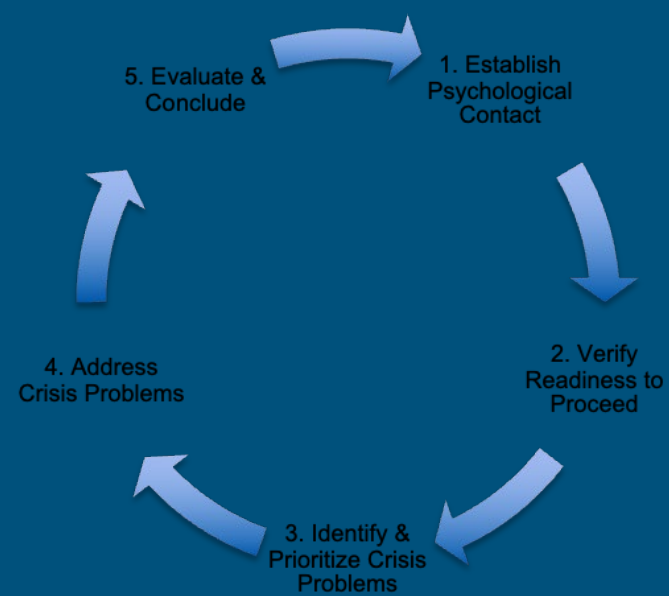 1. Establish
Psychological
Contact
2. Verify
Readiness to
Proceed
3. Identify &
Prioritize Crisis
Problems
4. Address
Crisis Problems
5. Evaluate &
Conclude